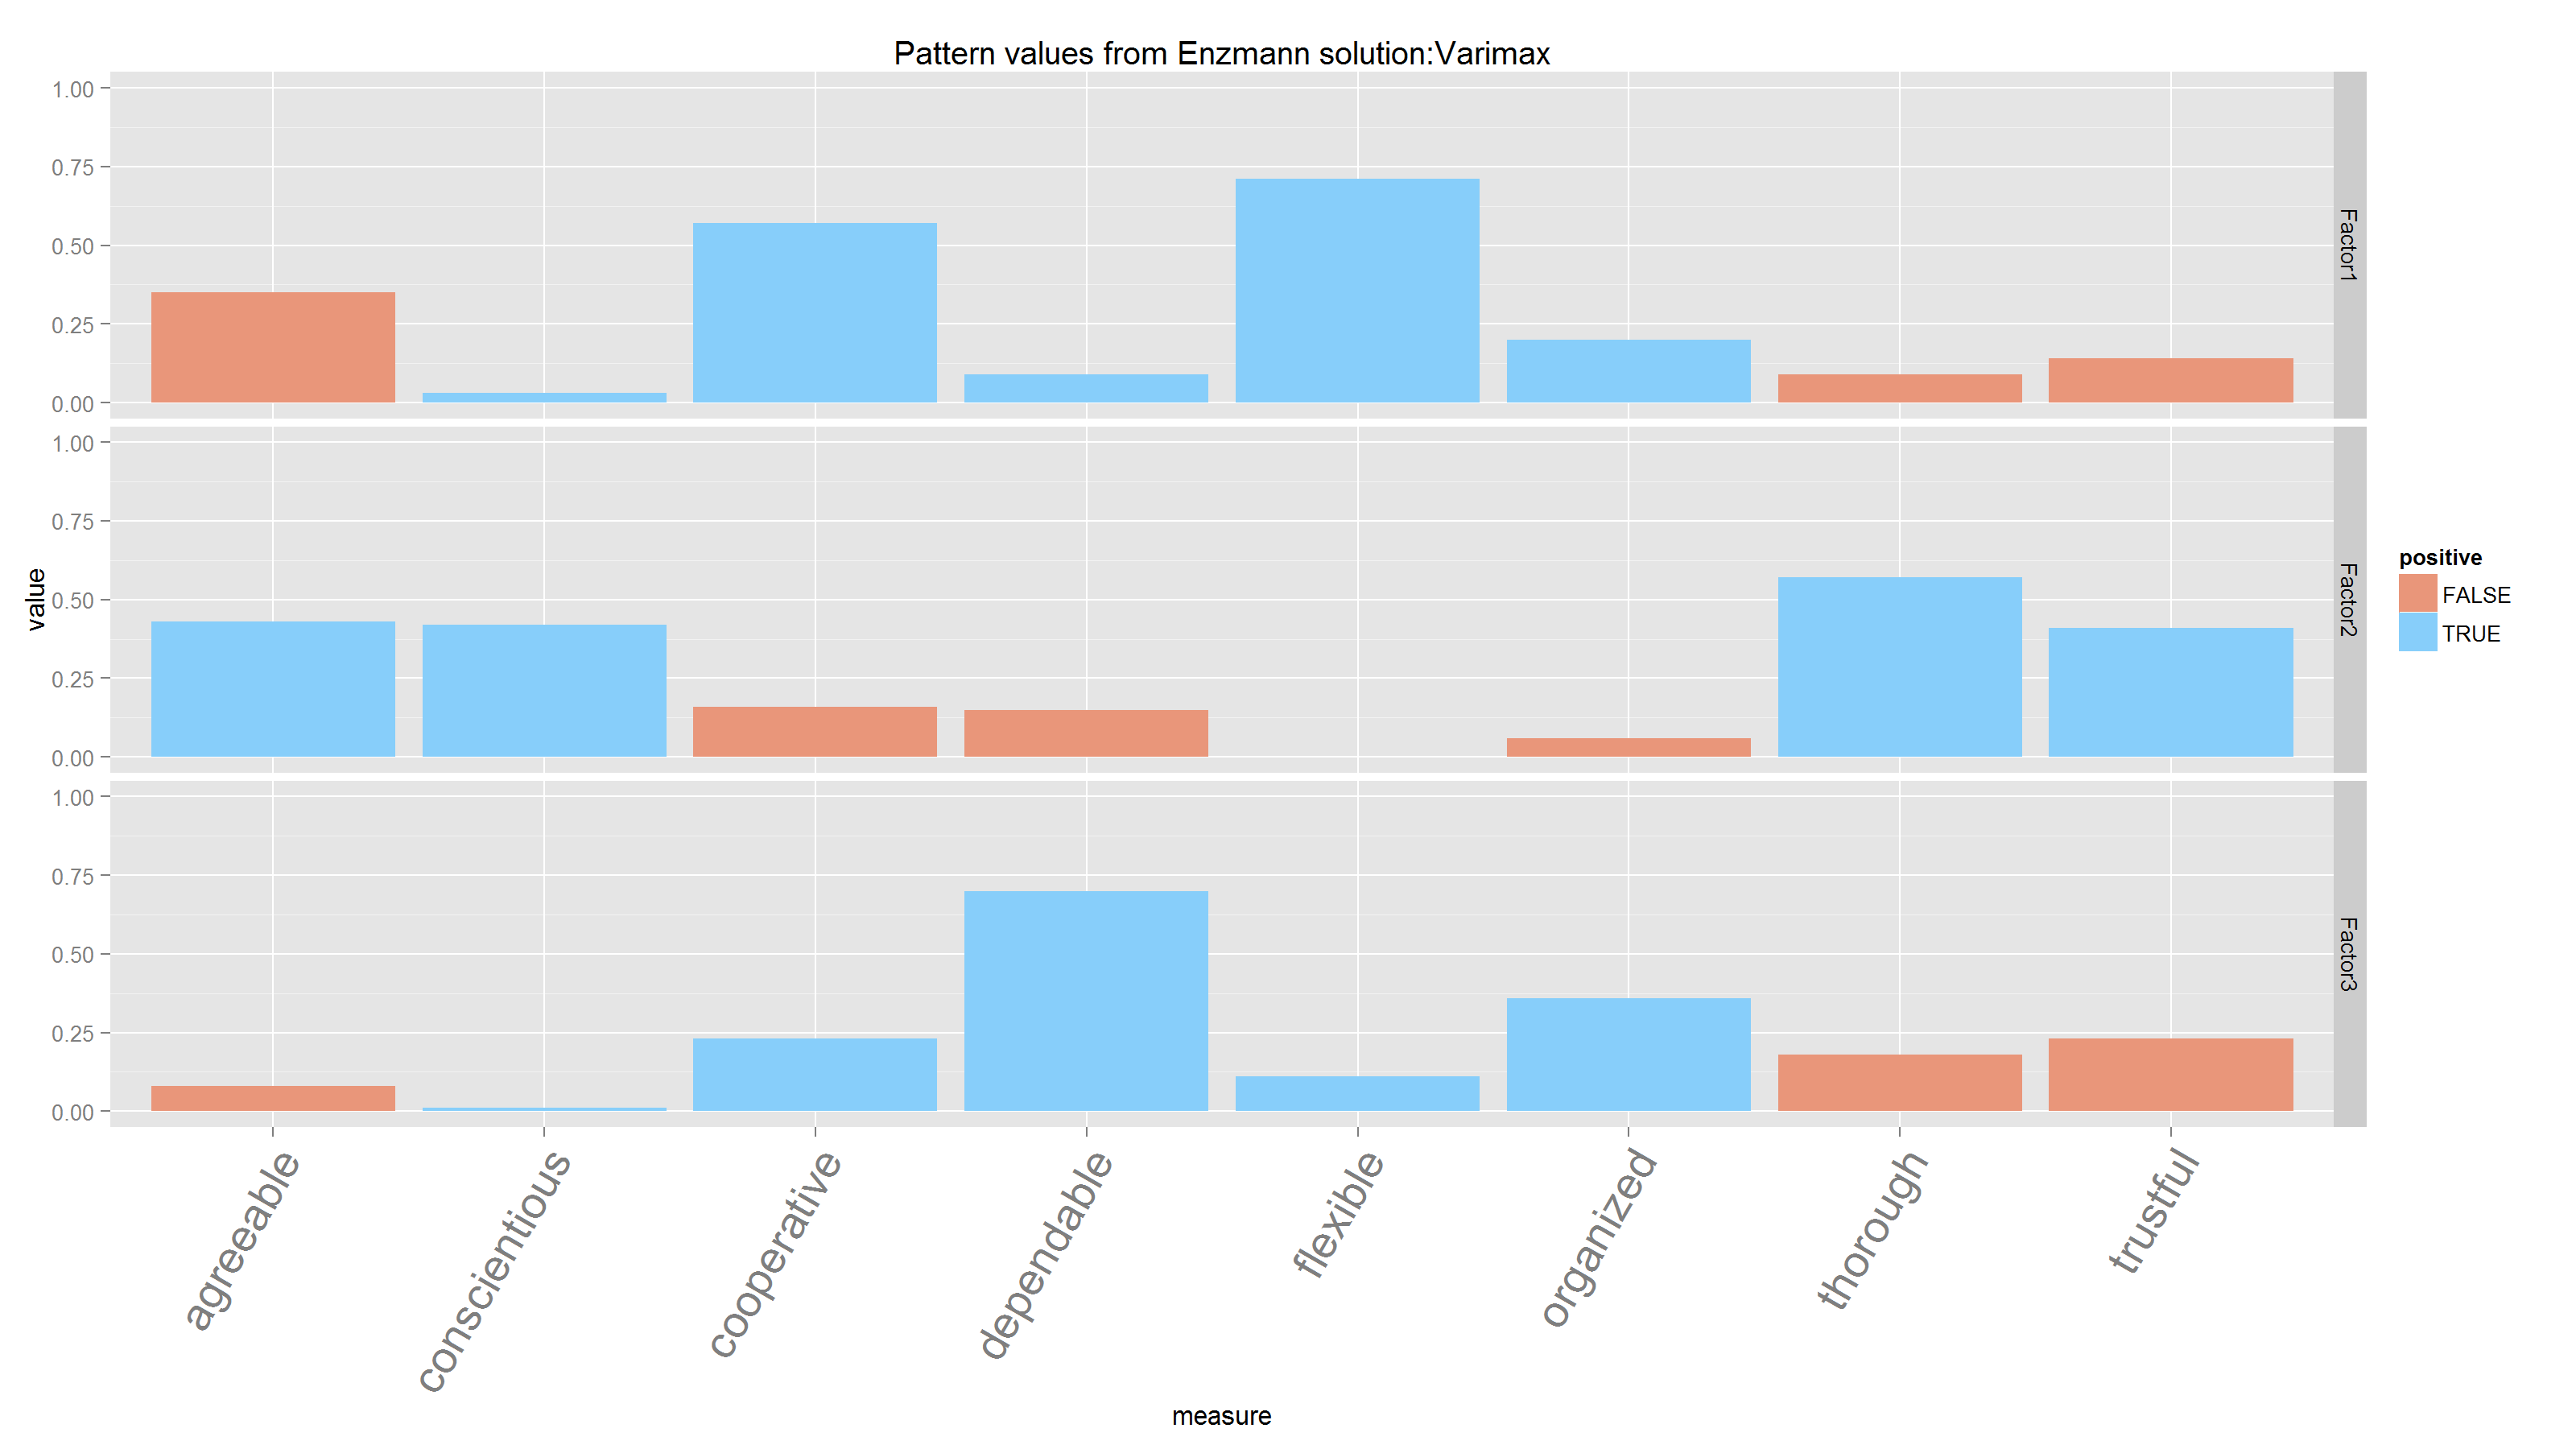 Pattern values from Enzmann solution:Varimax
1.00
0.75
0.50
0.25
0.00
Factor1
1.00
0.75
0.50
0.25
0.00
Factor2
1.00
0.75
0.50
0.25
0.00
Factor3
value
agreeable
conscientious
cooperative
dependable
flexible
organized
thorough
trustful
measure
positive
FALSE
TRUE